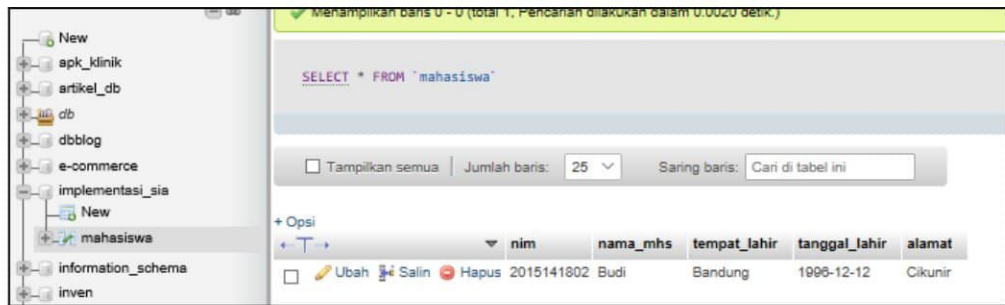 New
apk_klinik
artikel_db
db
dbblog
e-commerce
implementasi_sia
New
mahasiswa
information_schema
inven
Menampilkan baris 0 - 0 (total 1, Pencarian dilakukan dalam 0.0020 detik.)
SELECT * FROM `mahasiswa`
Tampilkan semua Jumlah baris: 25 Saring baris: Cari di tabel ini
+ Opsi
nim nama_mhs tempat_lahir tanggal_lahir alamat
Ubah Salin Hapus 2015141802 Budi Bandung 1996-12-12 Cikunir